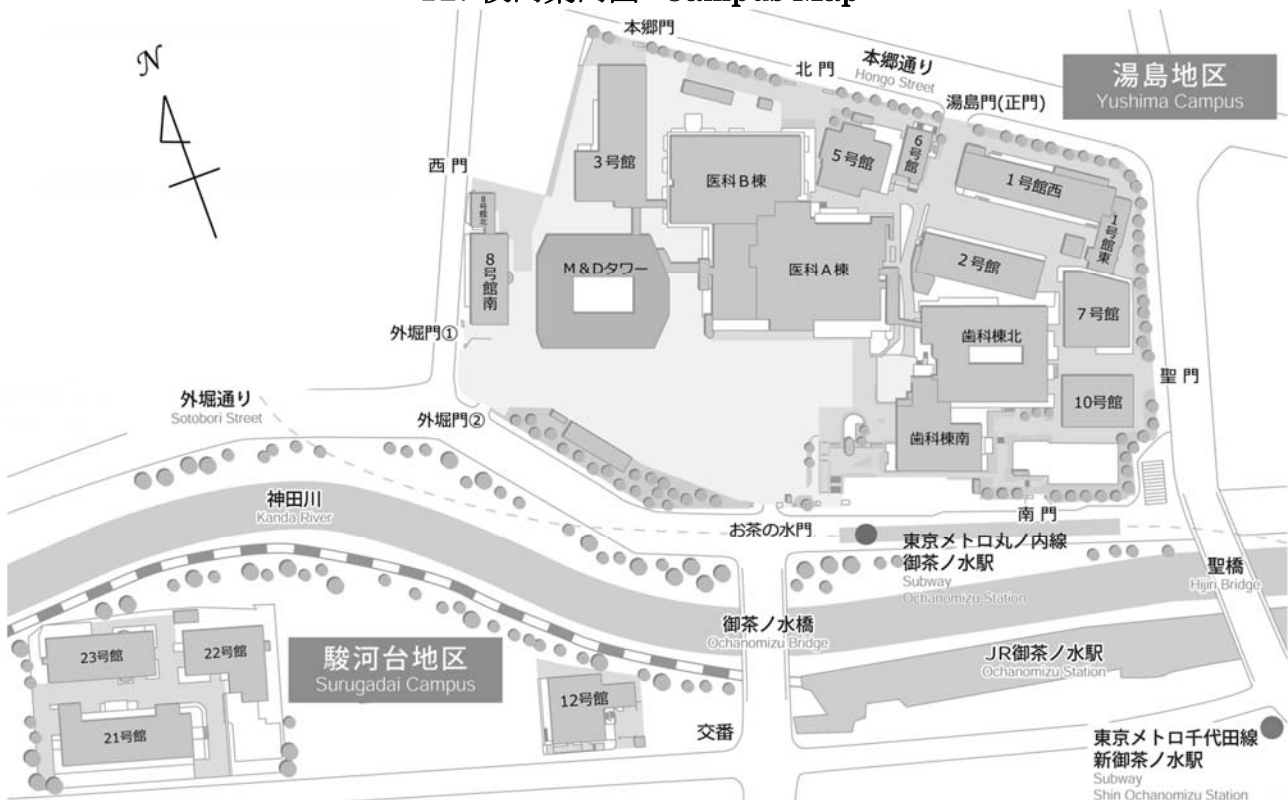 N
本郷門
北門
本郷通り
Hongo Street
湯島門(正門)
湯島地区
Yushima Campus
西門
3号館
医科B棟
5号館
6号館
1号館西
1号館東
8号館北
8号館南
M&Dタワー
医科A棟
2号館
7号館
外堀門①
歯科棟北
聖門
外堀通り
Sotobori Street
外堀門②
10号館
歯科棟南
神田川
Kanda River
お茶の水門
南門
東京メトロ丸ノ内線
御茶ノ水駅
Subway
Ochanomizu Station
聖橋
Hijiri Bridge
御茶ノ水橋
Ochanomizu Bridge
JR御茶ノ水駅
Ochanomizu Station
23号館
22号館
駿河台地区
Surugadai Campus
21号館
12号館
交番
東京メトロ千代田線
新御茶ノ水駅
Subway
Shin Ochanomizu Station